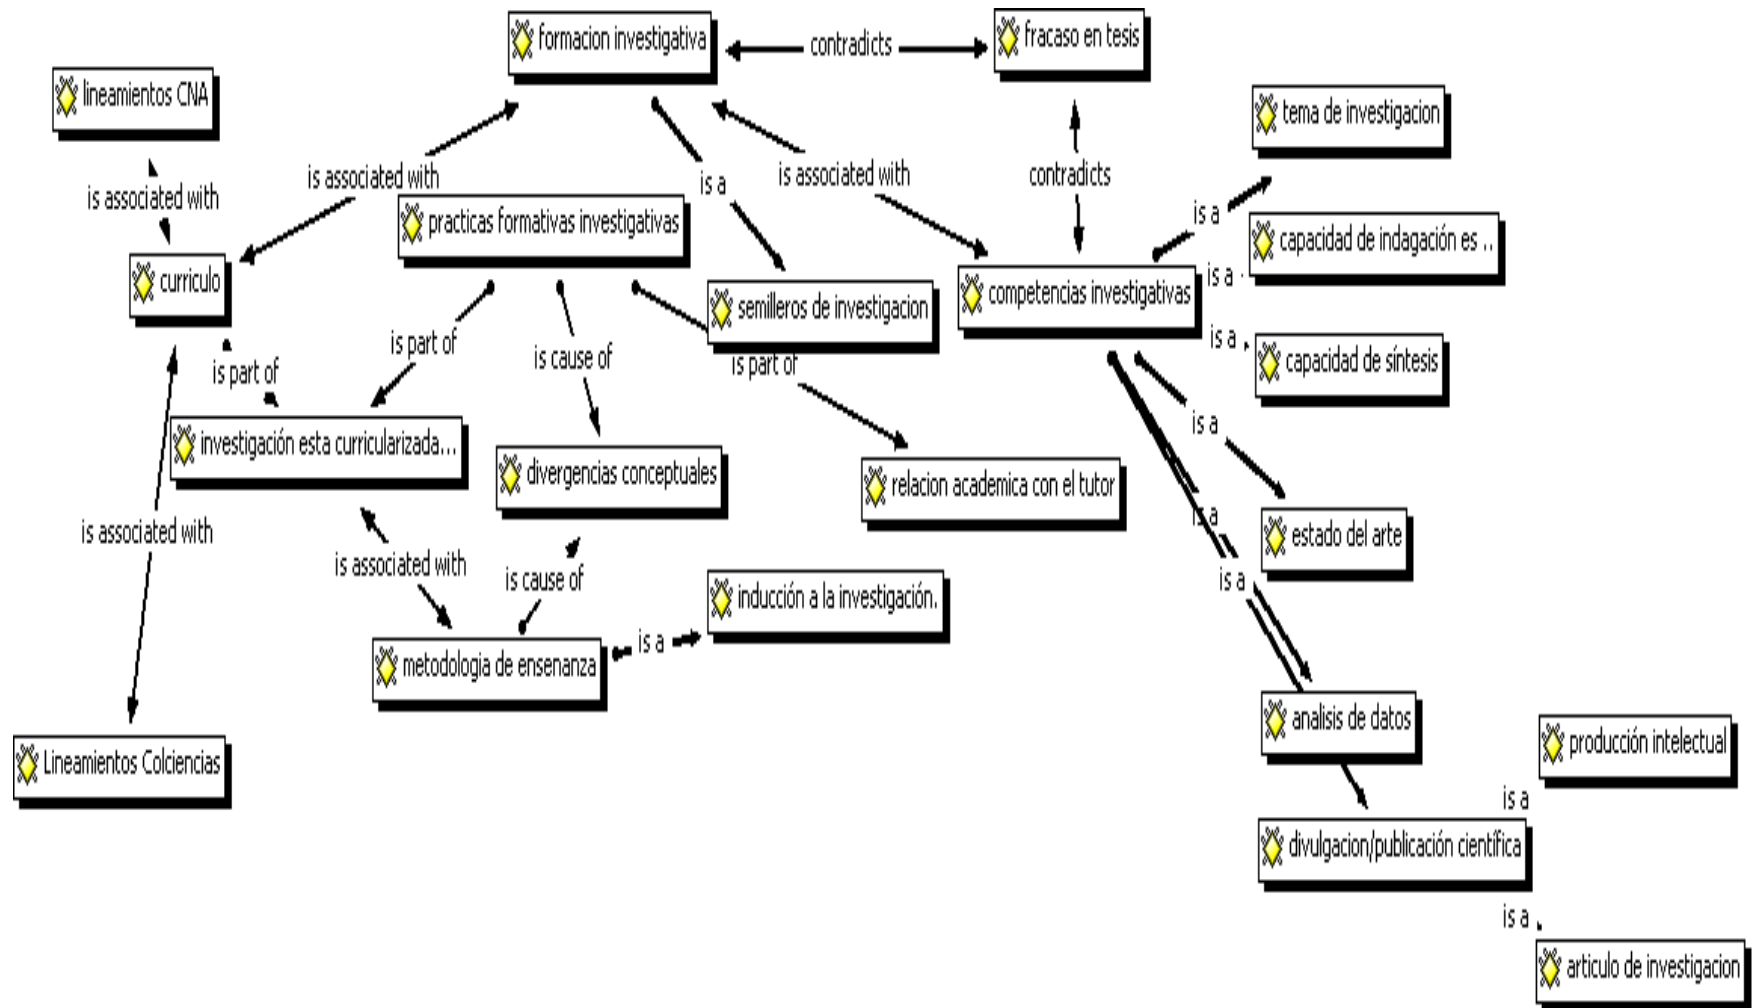 formacion investigativa
contradicts
fracaso en tesis
lineamientos CNA
tema de investigacion
is associated with
is associated with
is a
is associated with
contradicts
is a
practicas formativas investigativas
capacidad de indagación es ..
curriculo
semilleros de investigacion
competencias investigativas
is a
is part of
is part of
is cause of
is part of
is a
capacidad de síntesis
investigación esta curricularizada...
divergencias conceptuales
relacion academica con el tutor
is a
is associated with
is associated with
is cause of
is a
is a
estado del arte
inducción a la investigación.
metodologia de ensenanza
is a
analisis de datos
Lineamientos Colciencias
producción intelectual
is a
divulgacion/publicación científica
is a
articulo de investigacion